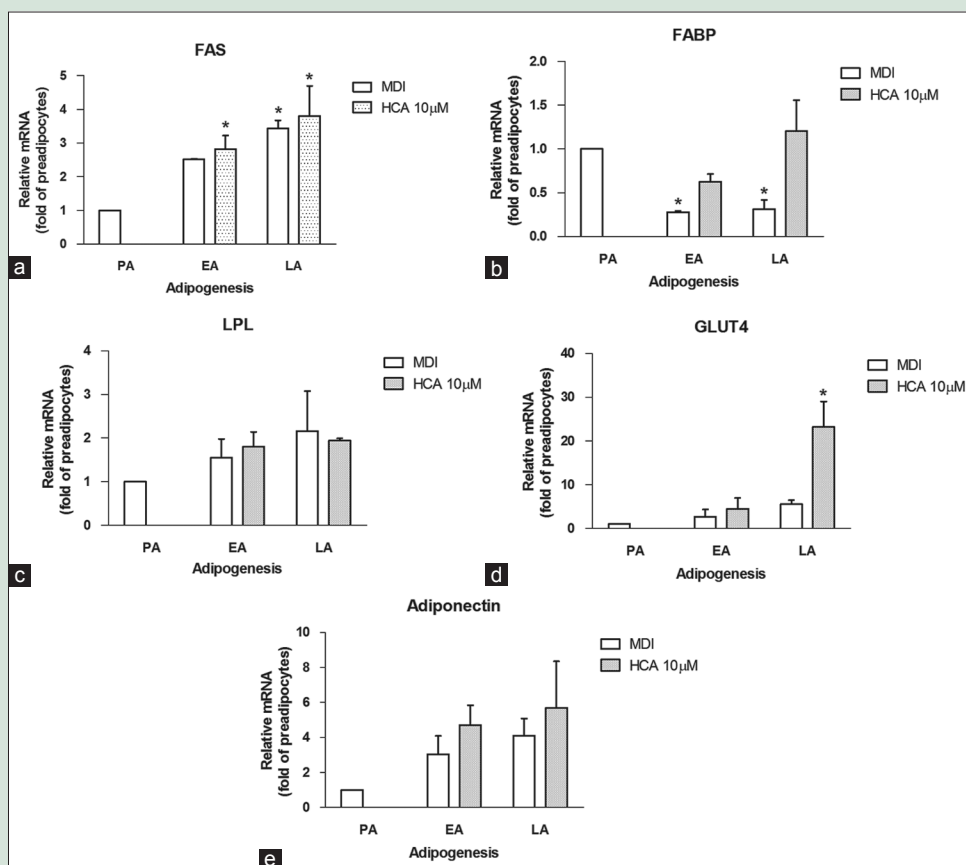 FAS
Relative mRNA
(fold of preadipocytes)
5
4
3
2
1
0
*
*
*
MDI
HCA 10µM
PA
EA
LA
Adipogenesis
a
FABP
Relative mRNA
(fold of preadipocytes)
1.5
1.0
0.5
0.0
*
*
MDI
HCA 10µM
PA
EA
LA
Adipogenesis
b
LPL
Relative mRNA
(fold of preadipocytes)
4
3
2
1
0
MDI
HCA 10µM
PA
EA
LA
Adipogenesis
c
GLUT4
Relative mRNA
(fold of preadipocytes)
40
30
20
10
0
*
MDI
HCA 10µM
PA
EA
LA
Adipogenesis
d
Adiponectin
Relative mRNA
(fold of preadipocytes)
10
8
6
4
2
0
MDI
HCA 10µM
PA
EA
LA
Adipogenesis
e